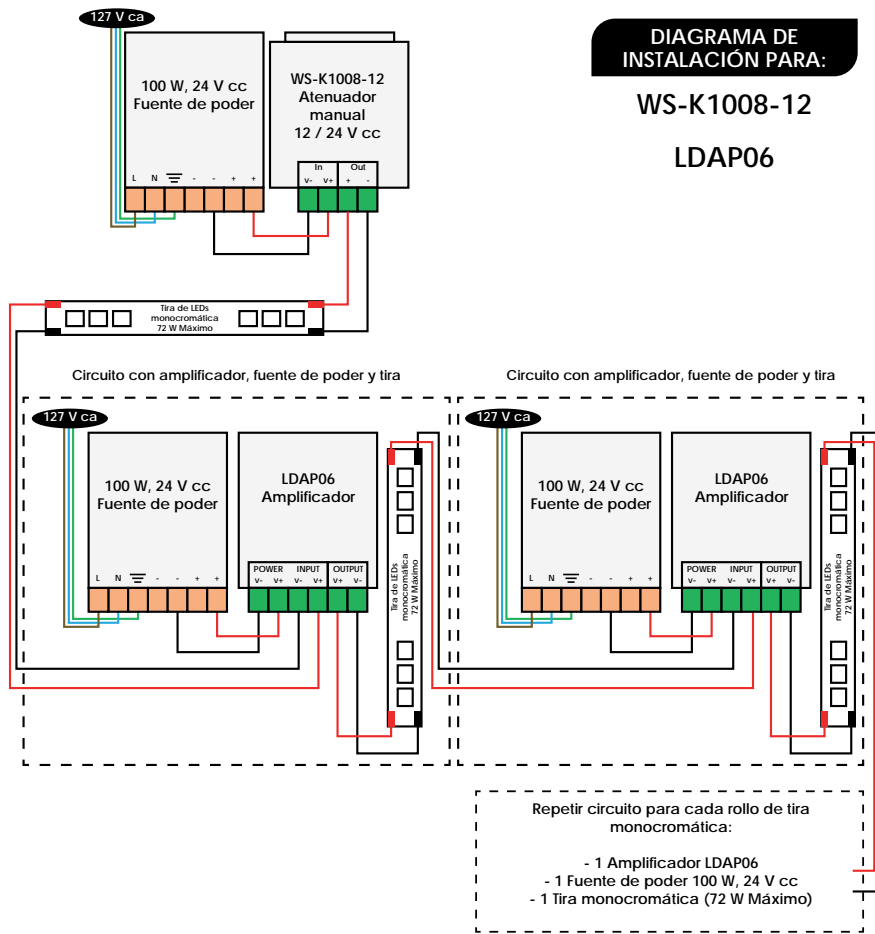 127 V ca
DIAGRAMA DE
INSTALACIÓN PARA:
WS-K1008-12
LDAP06
100 W, 24 V cc
Fuente de poder
L N - - + +
WS-K1008-12
Atenuador
manual
12 / 24 V cc
In Out
V- V+ + -
Tira de LEDs
monocromática
72 W Máximo
Circuito con amplificador, fuente de poder y tira
127 V ca
100 W, 24 V cc
Fuente de poder
L N - - + +
LDAP06
Amplificador
POWER INPUT OUTPUT
V- V+ V- V+ V+ V-
Tira de LEDs
monocromática
72 W Máximo
Circuito con amplificador, fuente de poder y tira
127 V ca
100 W, 24 V cc
Fuente de poder
L N - - + +
LDAP06
Amplificador
POWER INPUT OUTPUT
V- V+ V- V+ V+ V-
Tira de LEDs
monocromática
72 W Máximo
Repetir circuito para cada rollo de tira
monocromática:
- 1 Amplificador LDAP06
- 1 Fuente de poder 100 W, 24 V cc
- 1 Tira monocromática (72 W Máximo)